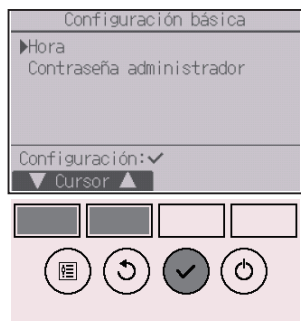 Configuración básica
▶Hora
Contraseña administrador
Configuración:✓
▼ Cursor ▲